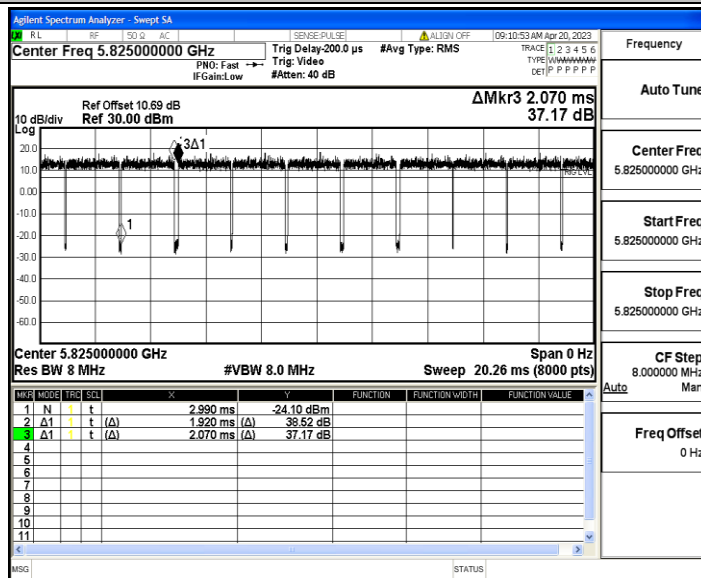 Agilent Spectrum Analyzer - Swept SA
RL RF 50 Ω AC SENSE:PULSE ALIGN OFF 09:10:53 AM Apr 20, 2023
Center Freq 5.825000000 GHz
PNO: Fast
IFGain:Low
Trig Delay-200.0 µs
Trig: Video
#Atten: 40 dB
#Avg Type: RMS
TRACE 1 2 3 4 5 6
TYPE
DET P P P P P P
Ref Offset 10.69 dB
Ref 30.00 dBm
10 dB/div
Log
ΔMkr3 2.070 ms
37.17 dB
20.0
10.0
0.00
-10.0
-20.0
-30.0
-40.0
-50.0
-60.0
3Δ1
1
Center 5.825000000 GHz
Span 0 Hz
Res BW 8 MHz #VBW 8.0 MHz Sweep 20.26 ms (8000 pts)
MKR MODE TRC SCL X Y FUNCTION FUNCTION WIDTH FUNCTION VALUE
1 N t 2.990 ms -24.10 dBm
2 Δ1 t (Δ) 1.920 ms (Δ) 38.52 dB
3 Δ1 t (Δ) 2.070 ms (Δ) 37.17 dB
4
5
6
7
8
9
10
11
MSG STATUS
Frequency
Auto Tune
Center Freq
5.825000000 GHz
Start Freq
5.825000000 GHz
Stop Freq
5.825000000 GHz
CF Step
8.000000 MHz
Auto Man
Freq Offset
0 Hz